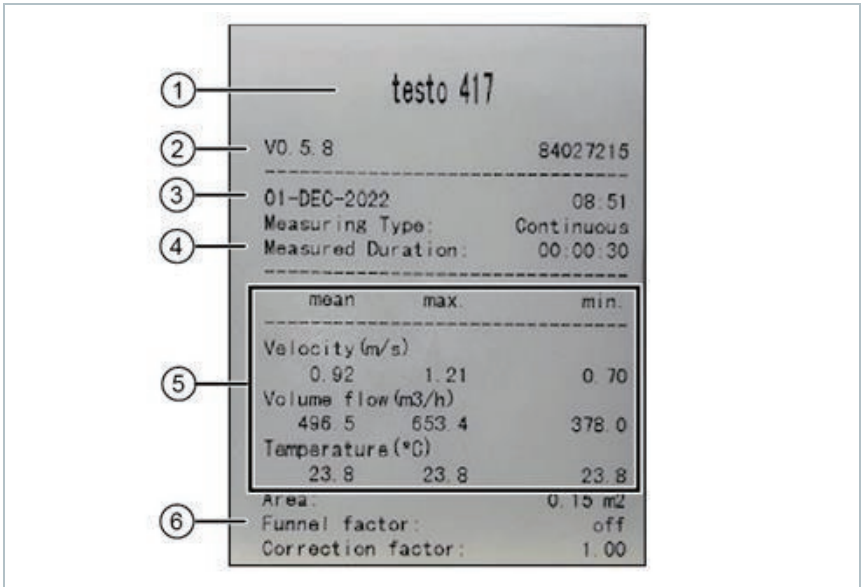 ① testo 417
② V0.5.8 84027215
③ 01-DEC-2022 08:51
Measuring Type: Continuous
④ Measured Duration: 00:00:30
mean max. min.
Velocity(m/s)
⑤ 0.92 1.21 0.70
Volume flow(m3/h)
496.5 653.4 378.0
Temperature(°C)
23.8 23.8 23.8
Area: 0.15 m2
⑥ Funnel factor: off
Correction factor: 1.00